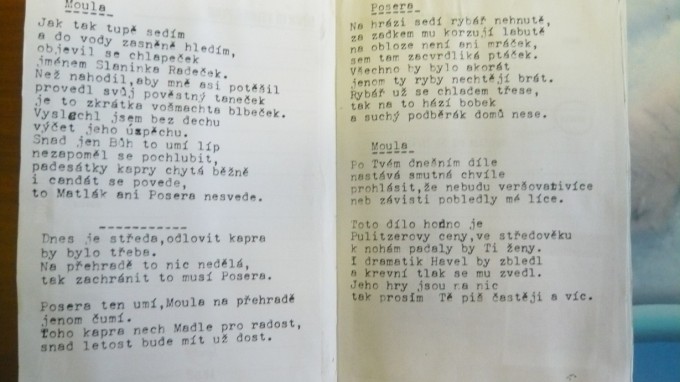 Moula
Jak tak tupě sedím
a do vody zasněně hledím,
objevil se chlapeček
jménem Slaninka Radeček.
Než nahodil,aby mně asi potěšil
provedl svůj pověstný taneček
je to zkrátka vošmachta blbeček.
Vyslechl jsem bez dechu
výčet jeho úspěchu.
Snad jen Bůh to umí líp
nezapoměl se pochlubit,
padesátky kapry chytá běžně
i candát se povede,
to Matlák ani Posera nesvede.
Dnes je středa,odlovit kapra
by bylo třeba.
Na přehradě to nic nedělá,
tak zachránit to musí Posera.
Posera ten umí,Moula na přehradě
jenom čumí.
Toho kapra nech Madle pro radost,
snad letost bude mít už dost.
Posera
Na hrázi sedí rybář nehnutě,
za zadkem mu korzují labutě
na obloze není ani mráček,
sem tam zacvrdliká ptáček.
Všechno by bylo akorát
jenom ty ryby nechtějí brát.
Rybář už se chladem třese,
tak na to hází bobek
a suchý podběrák domů nese.
Moula
Po Tvém dnešním díle
nastává smutná chvíle
prohlásit,že nebudu veršovativíce
neb závisti pobledly mé líce.
Toto dílo hodno je
Pulitzerovy ceny,ve středověku
k nohám padaly by Ti ženy.
I dramatik Havel by zbledl
a krevní tlak se mu zvedl.
Jeho hry jsou na nic
tak prosím Tě piš častěji a víc.